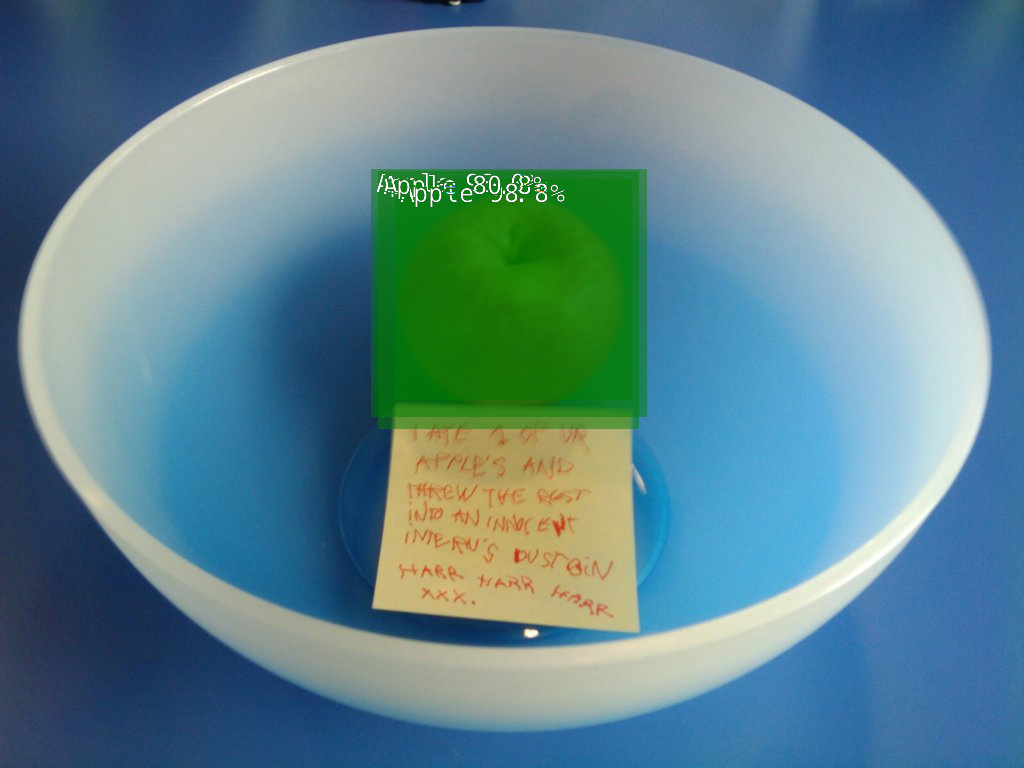 Apple 98.8%
I ATE 1 OF UR
APPLE'S AND
THREW THE REST
INTO AN INNOCENT
INTERN'S DUSTBIN
HARR HARR HARR
XXX.